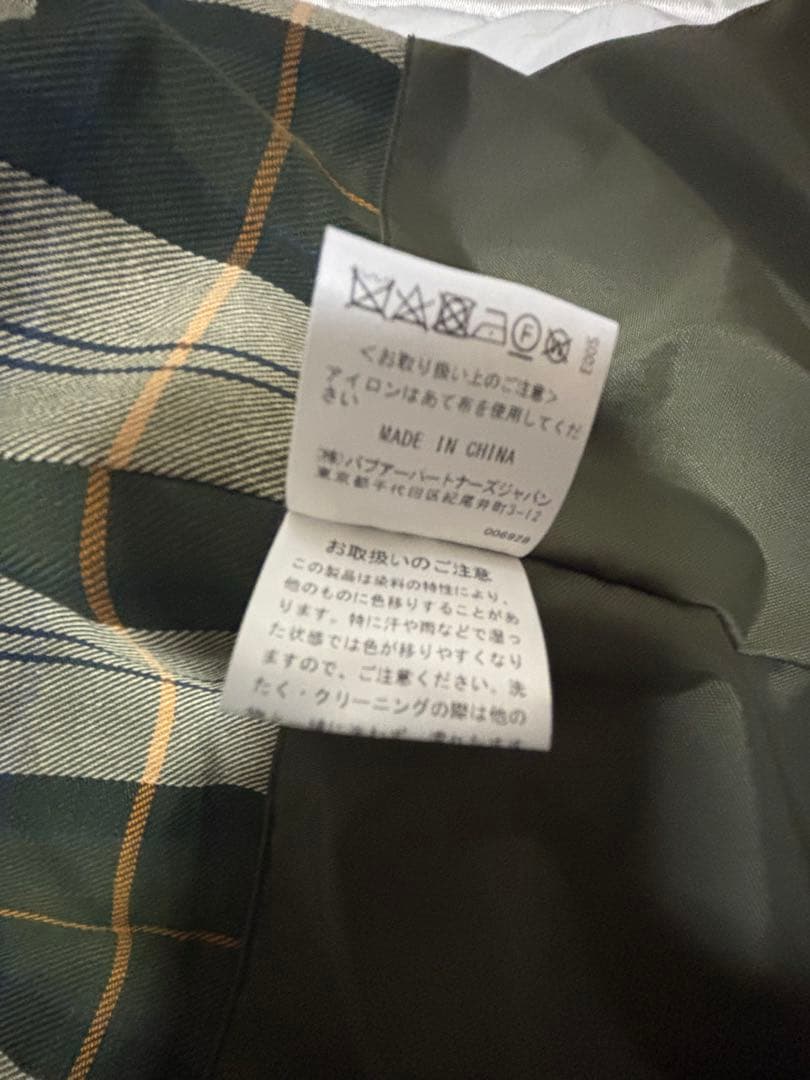 F
W
S003
<お取り扱い上のご注意>
アイロンはあて布を使用してくだ
さい
MADE IN CHINA
(株)バブアーパートナーズジャパン
東京都千代田区紀尾井町3-12
006928
お取扱いのご注意
この製品は染料の特性により、
他のものに色移りすることがあ
ります。特に汗や雨などで湿っ
た状態では色が移りやすくなり
ますので、ご注意ください。洗
たく・クリーニングの際は他の